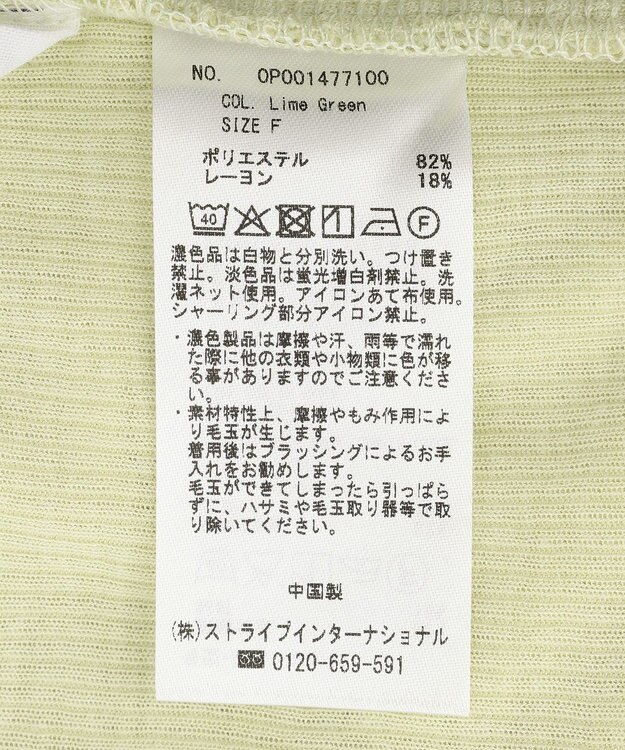 NO. OP001477100
COL. Lime Green
SIZE F
ポリエステル 82%
レーヨン 18%
40 F
濃色品は白物と分別洗い。つけ置き
禁止。淡色品は蛍光増白剤禁止。洗
濯ネット使用。アイロンあて布使用。
シャーリング部分アイロン禁止。
・濃色製品は摩擦や汗、雨等で濡れ
た際に他の衣類や小物類に色が移
る事がありますのでご注意くださ
い。
・素材特性上、摩擦やもみ作用によ
り毛玉が生じます。
着用後はブラッシングによるお手
入れをお勧めします。
毛玉ができてしまったら引っぱら
ずに、ハサミや毛玉取り器等で取
り除いてください。
中国製
(株)ストライプインターナショナル
0120-659-591